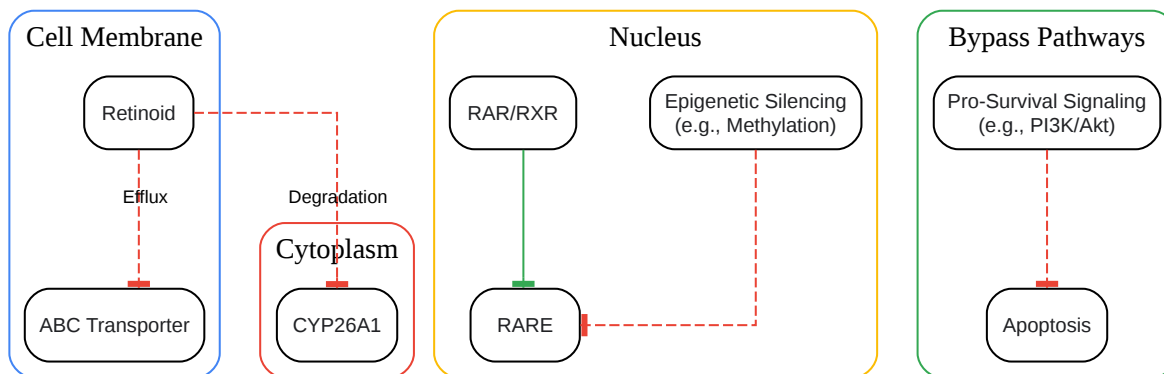 Cell Membrane
Retinoid
Efflux
ABC Transporter
Degradation
Cytoplasm
CYP26A1
Nucleus
RAR/RXR
Epigenetic Silencing
(e.g., Methylation)
RARE
Bypass Pathways
Pro-Survival Signaling
(e.g., PI3K/Akt)
Apoptosis